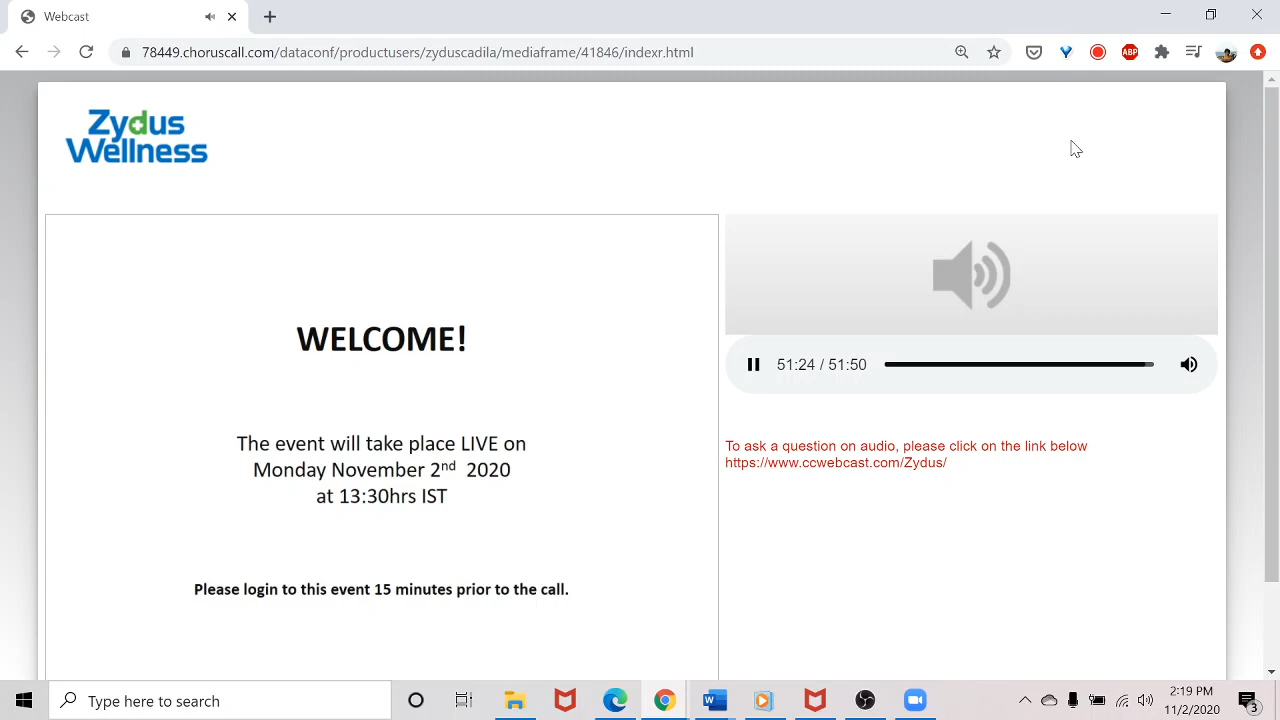 Webcast
78449.choruscall.com/dataconf/productusers/zyduscadila/mediaframe/41846/indexr.html
ABP
Zydus
Wellness
WELCOME!
The event will take place LIVE on
Monday November 2nd 2020
at 13:30hrs IST
Please login to this event 15 minutes prior to the call.
51:24 / 51:50
To ask a question on audio, please click on the link below
https://www.ccwebcast.com/Zydus/
Type here to search
2:19 PM
11/2/2020
3